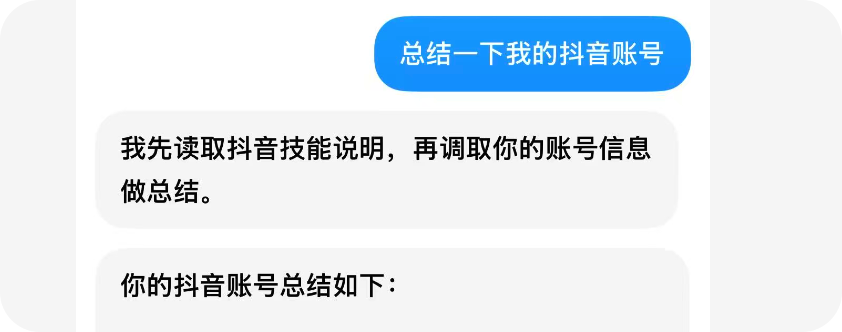 总结一下我的抖音账号
我先读取抖音技能说明，再调取你的账号信息
做总结。
你的抖音账号总结如下：